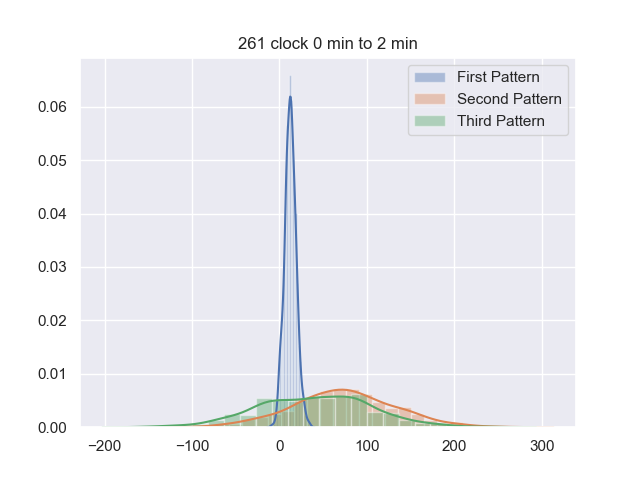 261 clock 0 min to 2 min
First Pattern
Second Pattern
Third Pattern
0.06
0.05
0.04
0.03
0.02
0.01
0.00
−200 −100 0 100 200 300